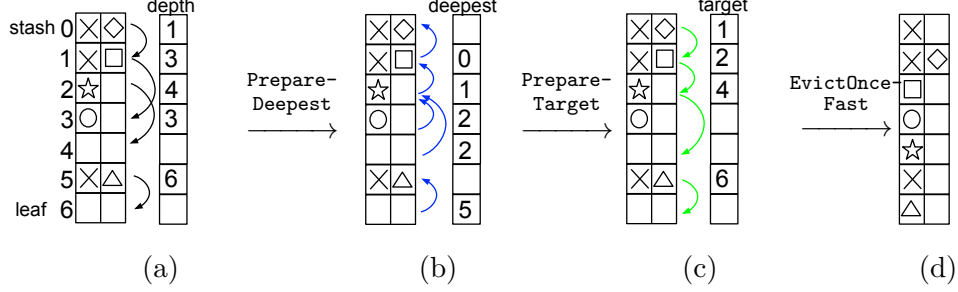 depth
deepest
target
stash 0 1
1 3
2 4
3 3
4
5 6
leaf 6
Prepare-
Deepest
0
1
2
2
5
Prepare-
Target
1
2
4
6
EvictOnce-
Fast
(a)
(b)
(c)
(d)